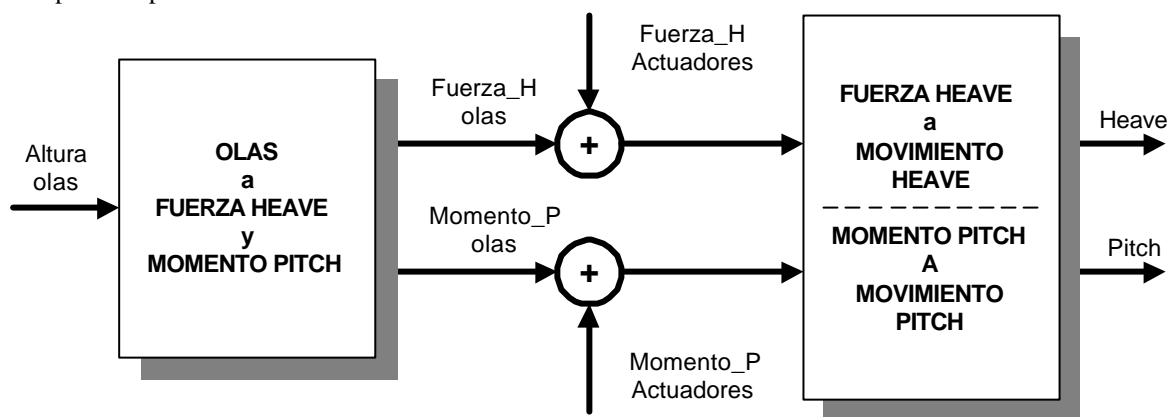 Altura
olas
OLAS
a
FUERZA HEAVE
y
MOMENTO PITCH
Fuerza_H
olas
Momento_P
olas
Fuerza_H
Actuadores
+
+
Momento_P
Actuadores
FUERZA HEAVE
a
MOVIMIENTO
HEAVE
MOMENTO PITCH
A
MOVIMIENTO
PITCH
Heave
Pitch